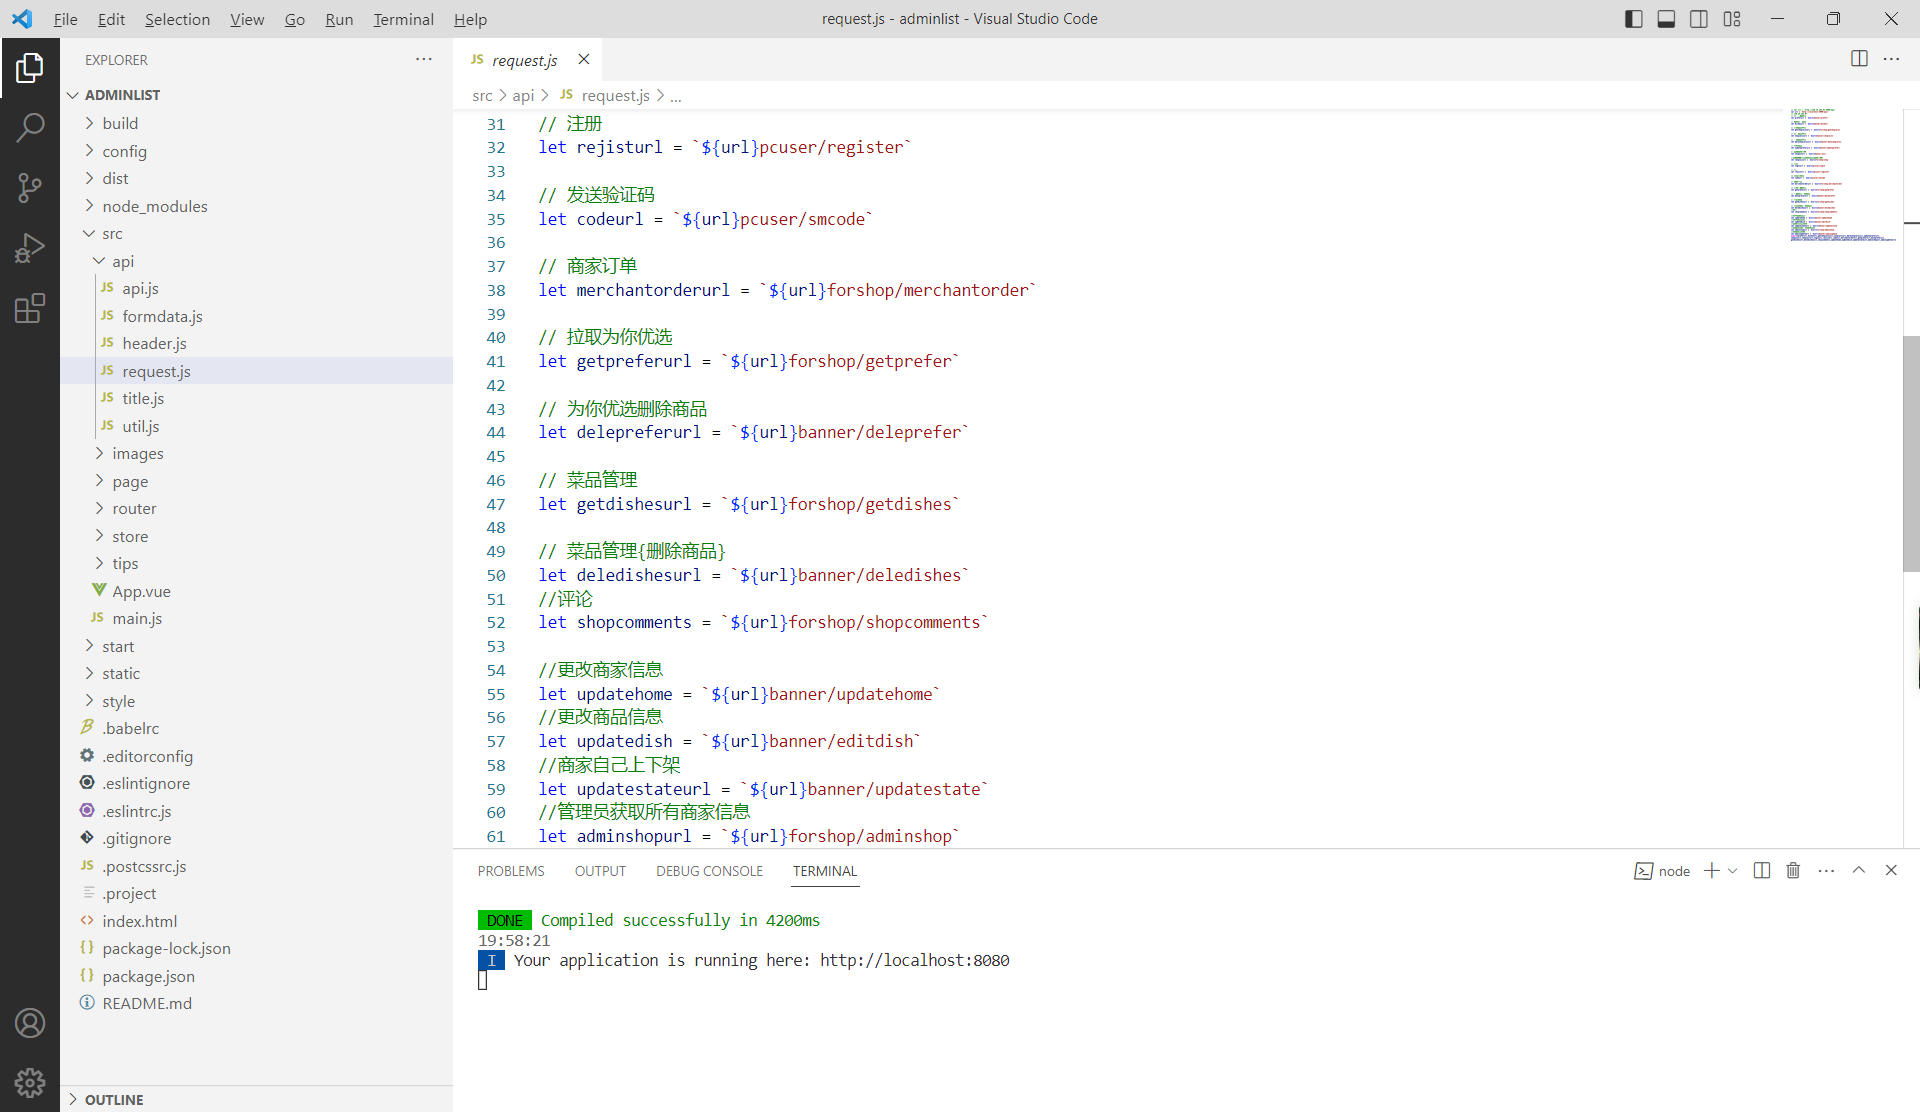 File Edit Selection View Go Run Terminal Help
request.js - adminlist - Visual Studio Code
EXPLORER
ADMINLIST
build
config
dist
node_modules
src
api
JS api.js
JS formdata.js
JS header.js
JS request.js
JS title.js
JS util.js
images
page
router
store
tips
App.vue
JS main.js
start
static
style
.babelrc
.editorconfig
.eslintignore
.eslintrc.js
.gitignore
JS .postcssrc.js
.project
index.html
package-lock.json
package.json
README.md
OUTLINE
JS request.js
src > api > JS request.js > ...
31 // 注册
32 let rejisturl = `${url}pcuser/register`
33
34 // 发送验证码
35 let codeurl = `${url}pcuser/smcode`
36
37 // 商家订单
38 let merchantorderurl = `${url}forshop/merchantorder`
39
40 // 拉取为你优选
41 let getpreferurl = `${url}forshop/getprefer`
42
43 // 为你优选删除商品
44 let delepreferurl = `${url}banner/deleprefer`
45
46 // 菜品管理
47 let getdishesurl = `${url}forshop/getdishes`
48
49 // 菜品管理{删除商品}
50 let deledishesurl = `${url}banner/deledishes`
51 //评论
52 let shopcomments = `${url}forshop/shopcomments`
53
54 //更改商家信息
55 let updatehome = `${url}banner/updatehome`
56 //更改商品信息
57 let updatedish = `${url}banner/editdish`
58 //商家自己上下架
59 let updatestateurl = `${url}banner/updatestate`
60 //管理员获取所有商家信息
61 let adminshopurl = `${url}forshop/adminshop`
PROBLEMS OUTPUT DEBUG CONSOLE TERMINAL
node
DONE Compiled successfully in 4200ms
19:58:21
I Your application is running here: http://localhost:8080